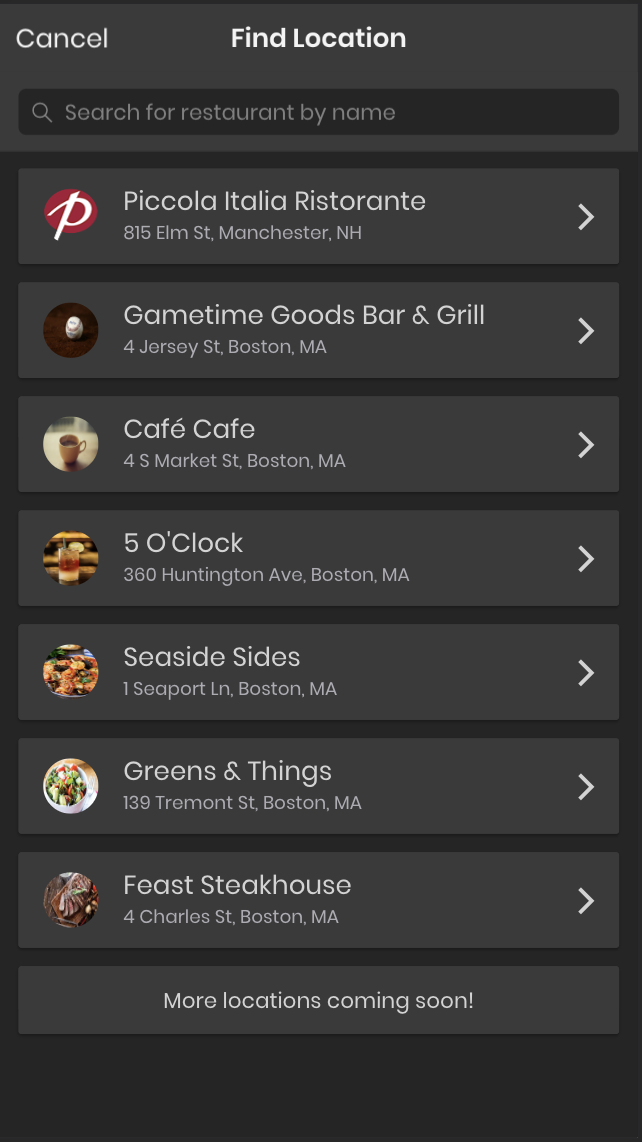 Cancel
Find Location
Search for restaurant by name
Piccola Italia Ristorante
815 Elm St, Manchester, NH
Gametime Goods Bar & Grill
4 Jersey St, Boston, MA
Café Cafe
4 S Market St, Boston, MA
5 O'Clock
360 Huntington Ave, Boston, MA
Seaside Sides
1 Seaport Ln, Boston, MA
Greens & Things
139 Tremont St, Boston, MA
Feast Steakhouse
4 Charles St, Boston, MA
More locations coming soon!